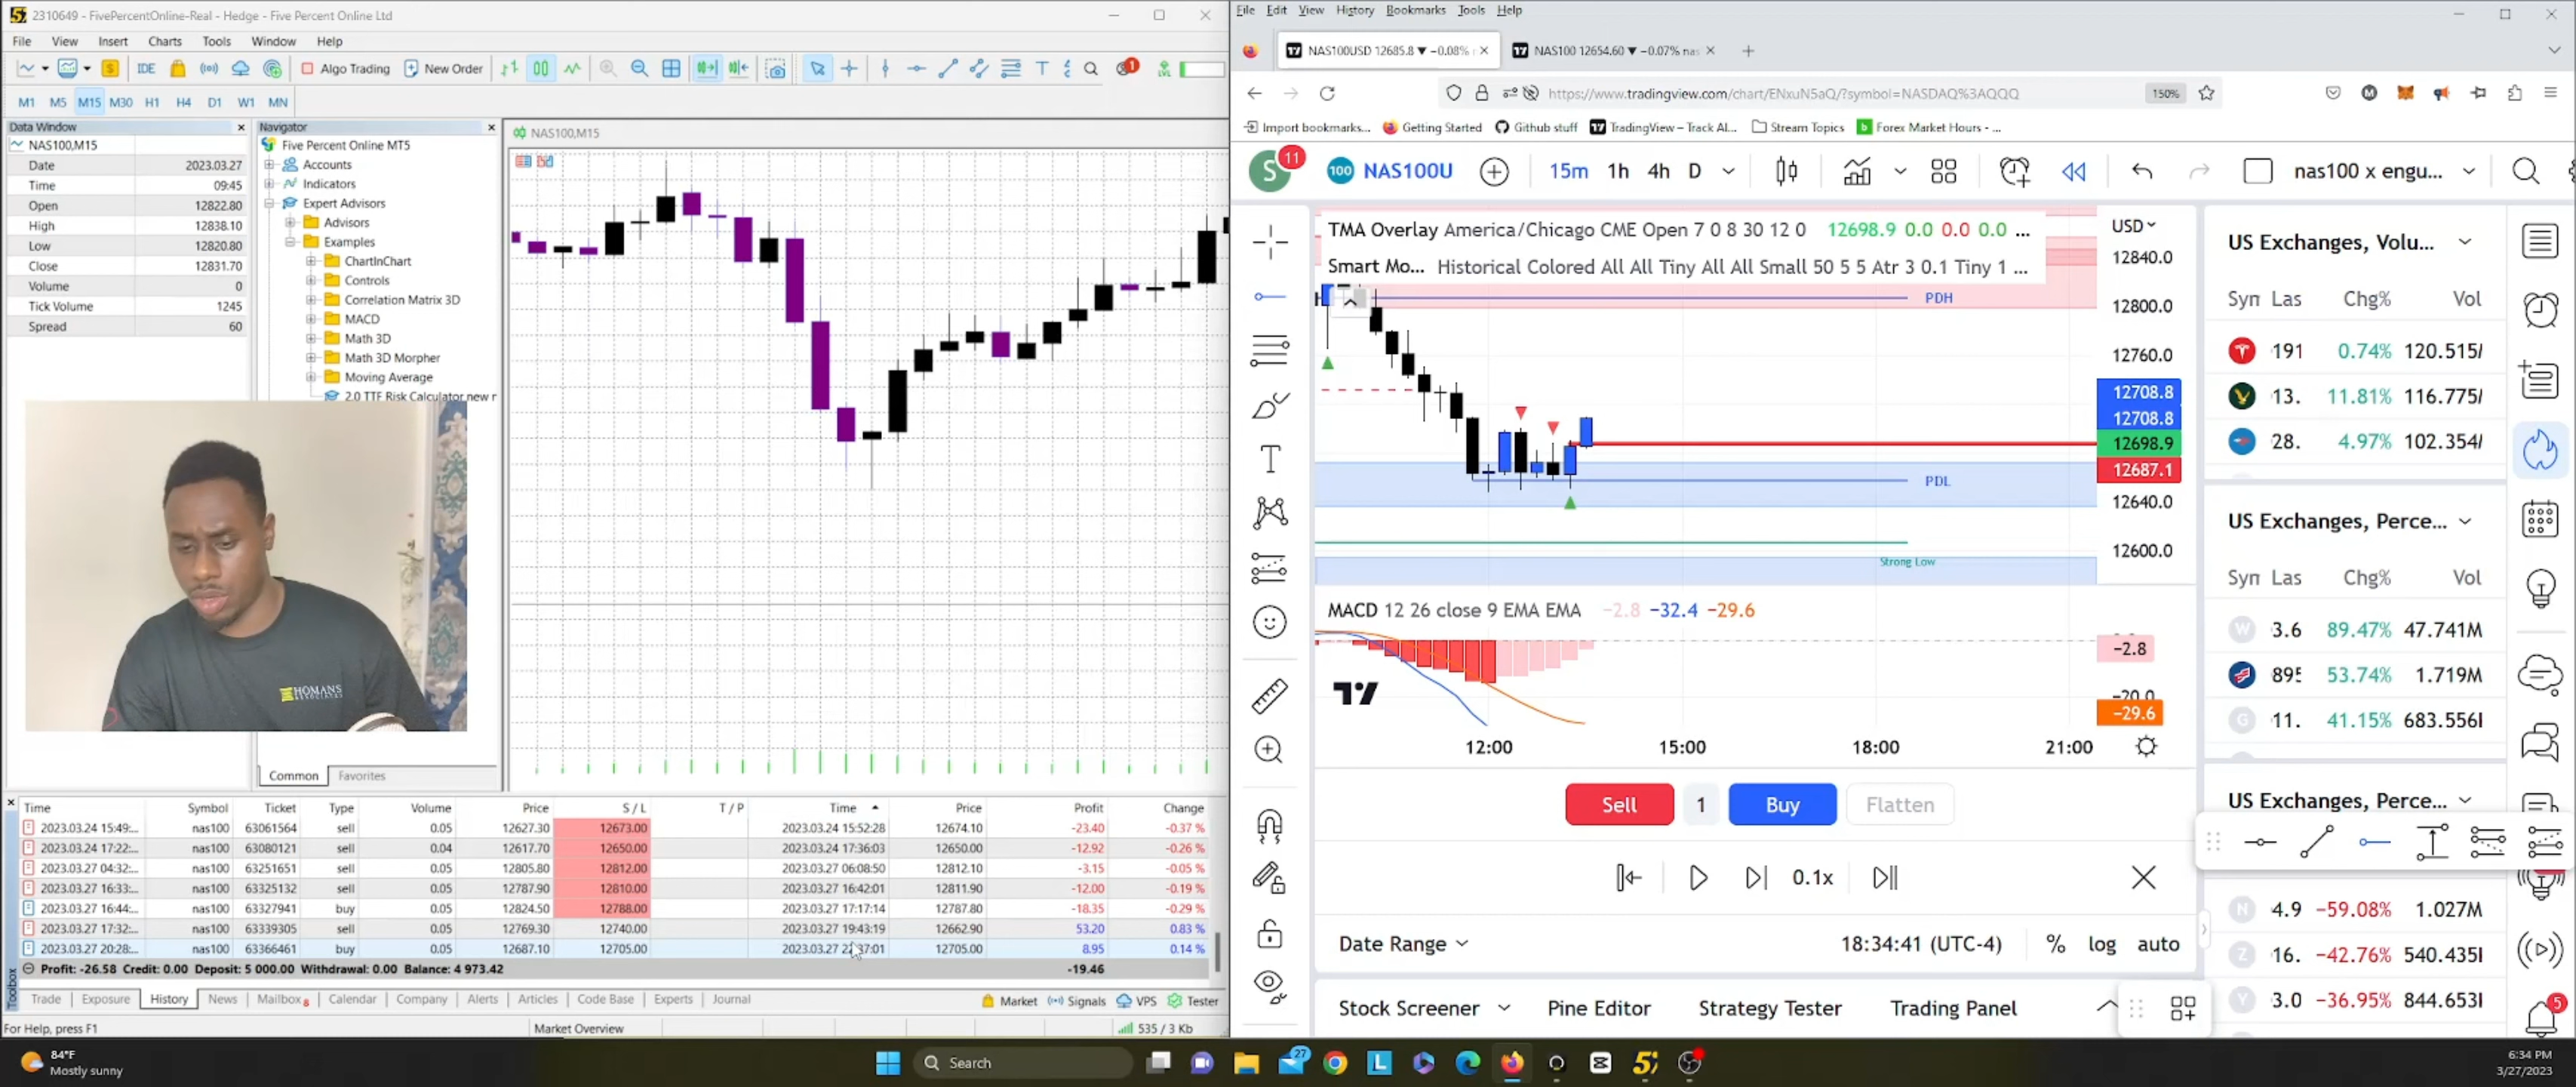 2310649 - FivePercentOnline-Real - Hedge - Five Percent Online Ltd
File View Insert Charts Tools Window Help
IDE Algo Trading New Order
M1 M5 M15 M30 H1 H4 D1 W1 MN
Data Window
NAS100,M15
Date 2023.03.27
Time 09:45
Open 12822.80
High 12838.10
Low 12820.80
Close 12831.70
Volume 0
Tick Volume 1245
Spread 60
Navigator
Five Percent Online MT5
Accounts
Indicators
Expert Advisors
Advisors
Examples
ChartInChart
Controls
Correlation Matrix 3D
MACD
Math 3D
Math 3D Morpher
Moving Average
2.0 TTF Risk Calculator new r
Common Favorites
NAS100,M15
HOMANS
ASSOCIATES
Time Symbol Ticket Type Volume Price S / L T / P Time Price Profit Change
2023.03.24 15:49:... nas100 63061564 sell 0.05 12627.30 12673.00 2023.03.24 15:52:28 12674.10 -23.40 -0.37 %
2023.03.24 17:22:... nas100 63080121 sell 0.04 12617.70 12650.00 2023.03.24 17:36:03 12650.00 -12.92 -0.26 %
2023.03.27 04:32:... nas100 63251651 sell 0.05 12805.80 12812.00 2023.03.27 06:08:50 12812.10 -3.15 -0.05 %
2023.03.27 16:33:... nas100 63325132 sell 0.05 12787.90 12810.00 2023.03.27 16:42:01 12811.90 -12.00 -0.19 %
2023.03.27 16:44:... nas100 63327941 buy 0.05 12824.50 12788.00 2023.03.27 17:17:14 12787.80 -18.35 -0.29 %
2023.03.27 17:32:... nas100 63339305 sell 0.05 12769.30 12740.00 2023.03.27 19:43:19 12662.90 53.20 0.83 %
2023.03.27 20:28:... nas100 63366461 buy 0.05 12687.10 12705.00 2023.03.27 :37:01 12705.00 8.95 0.14 %
Profit: -26.58 Credit: 0.00 Deposit: 5 000.00 Withdrawal: 0.00 Balance: 4 973.42 -19.46
Toolbox
Trade Exposure History News Mailbox 8 Calendar Company Alerts Articles Code Base Experts Journal Market Signals VPS Tester
For Help, press F1 Market Overview 535 / 3 Kb
File Edit View History Bookmarks Tools Help
NAS100USD 12685.8 ▼ −0.08% NAS100 12654.60 ▼ −0.07% nas
https://www.tradingview.com/chart/ENxuN5aQ/?symbol=NASDAQ%3AQQQ 150%
Import bookmarks... Getting Started Github stuff TradingView – Track Al... Stream Topics Forex Market Hours - ...
S 11 100 NAS100U 15m 1h 4h D nas100 x engu...
TMA Overlay America/Chicago CME Open 7 0 8 30 12 0 12698.9 0.0 0.0 0.0 ...
Smart Mo... Historical Colored All All Tiny All All Small 50 5 5 Atr 3 0.1 Tiny 1 ...
PDH
PDL
Strong Low
USD
12840.0
12800.0
12760.0
12708.8
12708.8
12698.9
12687.1
12640.0
12600.0
MACD 12 26 close 9 EMA EMA −2.8 −32.4 −29.6
−2.8
−20.0
−29.6
12:00 15:00 18:00 21:00
Sell 1 Buy Flatten
0.1x
Date Range 18:34:41 (UTC-4) % log auto
Stock Screener Pine Editor Strategy Tester Trading Panel
US Exchanges, Volu...
Las Chg% Vol
191 0.74% 120.515
13. 11.81% 116.775
28. 4.97% 102.354
US Exchanges, Perce...
Las Chg% Vol
W 3.6 89.47% 47.741M
53.74% 1.719M
G 11. 41.15% 683.556
US Exchanges, Perce...
N 4.9 −59.08% 1.027M
Z 16. −42.76% 540.435
Y 3.0 −36.95% 844.653
5
84°F
Mostly sunny
Search
27
6:34 PM
3/27/2023